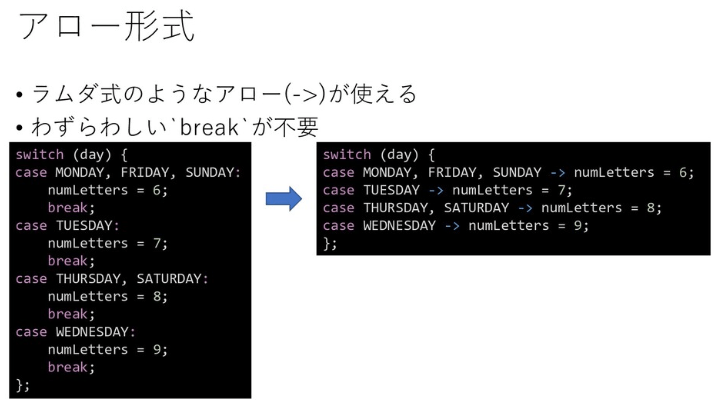 アロー形式
• ラムダ式のようなアロー(->)が使える
• わずらわしい`break`が不要
switch (day) {
case MONDAY, FRIDAY, SUNDAY:
    numLetters = 6;
    break;
case TUESDAY:
    numLetters = 7;
    break;
case THURSDAY, SATURDAY:
    numLetters = 8;
    break;
case WEDNESDAY:
    numLetters = 9;
    break;
};
switch (day) {
case MONDAY, FRIDAY, SUNDAY -> numLetters = 6;
case TUESDAY -> numLetters = 7;
case THURSDAY, SATURDAY -> numLetters = 8;
case WEDNESDAY -> numLetters = 9;
};